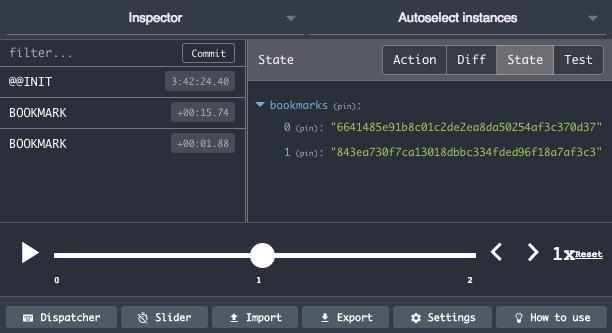 Inspector
Autoselect instances
filter...
Commit
@@INIT
3:42:24.40
BOOKMARK
+00:15.74
BOOKMARK
+00:01.88
State
Action
Diff
State
Test
bookmarks (pin):
0 (pin): "6641485e91b8c01c2de2ea8da50254af3c370d37"
1 (pin): "843ea730f7ca13018dbbc334fded96f18a7af3c3"
0
1
2
1x
Reset
Dispatcher
Slider
Import
Export
Settings
How to use